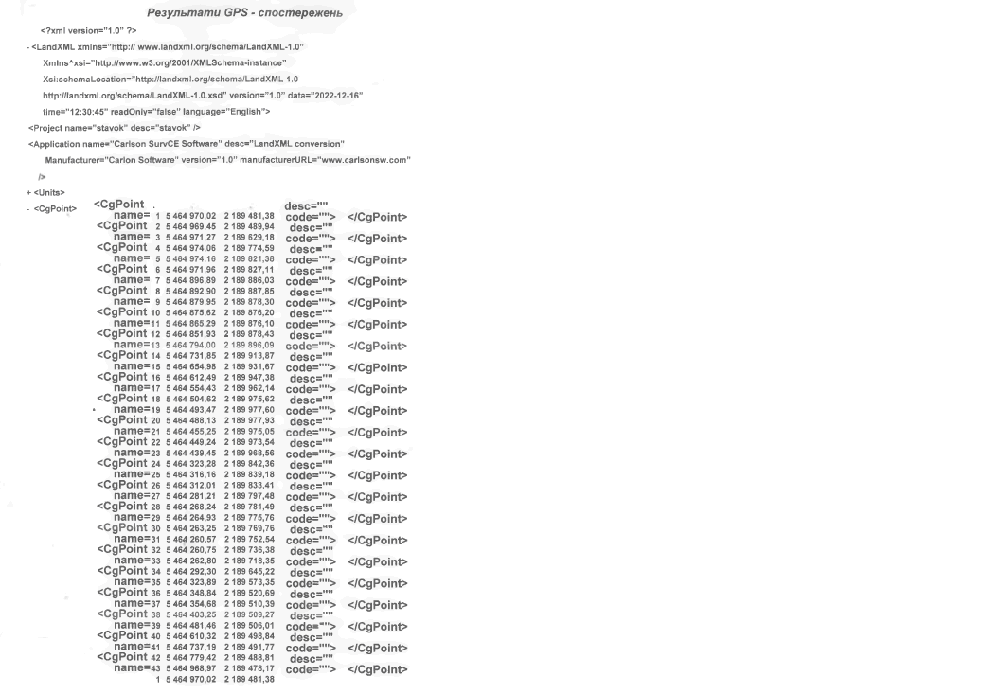 Результати GPS - спостережень
<?xml version="1.0" ?>
- <LandXML xmlns="http:// www.landxml.org/schema/LandXML-1.0"
Xmlns^xsi="http://www.w3.org/2001/XMLSchema-instance"
Xsi:schemaLocation="http://landxml.org/schema/LandXML-1.0
http://landxml.org/schema/LandXML-1.0.xsd" version="1.0" data="2022-12-16"
time="12:30:45" readOnly="false" language="English">
<Project name="stavok" desc="stavok" />
<Application name="Carlson SurvCE Software" desc="LandXML conversion"
Manufacturer="Carlon Software" version="1.0" manufacturerURL="www.carlsonsw.com"
/>
+ <Units>
- <CgPoint> <CgPoint desc=""
name= 1 5 464 970,02 2 189 481,38 code=""> </CgPoint>
<CgPoint 2 5 464 969,45 2 189 489,94 desc=""
name= 3 5 464 971,27 2 189 629,18 code=""> </CgPoint>
<CgPoint 4 5 464 974,06 2 189 774,59 desc=""
name= 5 5 464 974,16 2 189 821,38 code=""> </CgPoint>
<CgPoint 6 5 464 971,96 2 189 827,11 desc=""
name= 7 5 464 896,89 2 189 886,03 code=""> </CgPoint>
<CgPoint 8 5 464 892,90 2 189 887,85 desc=""
name= 9 5 464 879,95 2 189 878,30 code=""> </CgPoint>
<CgPoint 10 5 464 875,62 2 189 876,20 desc=""
name=11 5 464 865,29 2 189 876,10 code=""> </CgPoint>
<CgPoint 12 5 464 851,93 2 189 878,43 desc=""
name=13 5 464 794,00 2 189 896,09 code=""> </CgPoint>
<CgPoint 14 5 464 731,85 2 189 913,87 desc=""
name=15 5 464 654,98 2 189 931,67 code=""> </CgPoint>
<CgPoint 16 5 464 612,49 2 189 947,38 desc=""
name=17 5 464 554,43 2 189 962,14 code=""> </CgPoint>
<CgPoint 18 5 464 504,62 2 189 975,62 desc=""
name=19 5 464 493,47 2 189 977,60 code=""> </CgPoint>
<CgPoint 20 5 464 488,13 2 189 977,93 desc=""
name=21 5 464 455,25 2 189 975,05 code=""> </CgPoint>
<CgPoint 22 5 464 449,24 2 189 973,54 desc=""
name=23 5 464 439,45 2 189 968,56 code=""> </CgPoint>
<CgPoint 24 5 464 323,28 2 189 842,36 desc=""
name=25 5 464 316,16 2 189 839,18 code=""> </CgPoint>
<CgPoint 26 5 464 312,01 2 189 833,41 desc=""
name=27 5 464 281,21 2 189 797,48 code=""> </CgPoint>
<CgPoint 28 5 464 268,24 2 189 781,49 desc=""
name=29 5 464 264,93 2 189 775,76 code=""> </CgPoint>
<CgPoint 30 5 464 263,25 2 189 769,76 desc=""
name=31 5 464 260,57 2 189 752,54 code=""> </CgPoint>
<CgPoint 32 5 464 260,75 2 189 736,38 desc=""
name=33 5 464 262,80 2 189 718,35 code=""> </CgPoint>
<CgPoint 34 5 464 292,30 2 189 645,22 desc=""
name=35 5 464 323,89 2 189 573,35 code=""> </CgPoint>
<CgPoint 36 5 464 348,84 2 189 520,69 desc=""
name=37 5 464 354,68 2 189 510,39 code=""> </CgPoint>
<CgPoint 38 5 464 403,25 2 189 509,27 desc=""
name=39 5 464 481,46 2 189 506,01 code=""> </CgPoint>
<CgPoint 40 5 464 610,32 2 189 498,84 desc=""
name=41 5 464 737,19 2 189 491,77 code=""> </CgPoint>
<CgPoint 42 5 464 779,42 2 189 488,81 desc=""
name=43 5 464 968,97 2 189 478,17 code=""> </CgPoint>
1 5 464 970,02 2 189 481,38